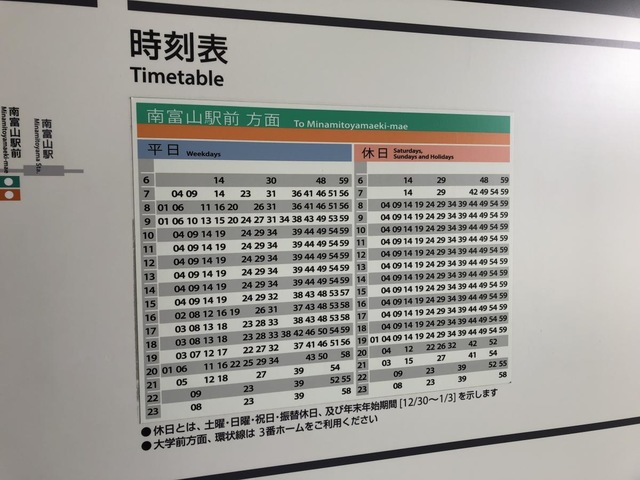 時刻表
Timetable
南富山駅前
Minamitoyamaeki-mae
南富山駅
Minamitoyama Sta.
南富山駅前 方面 To Minamitoyamaeki-mae
平日 Weekdays
休日 Saturdays, Sundays and Holidays
6 14 30 48 59
7 04 09 14 23 31 36 41 46 51 56
8 01 06 11 16 20 26 31 36 41 46 51 56
9 01 06 10 13 15 20 24 27 31 34 38 43 49 53 59
10 04 09 14 19 24 29 34 39 44 49 54 59
11 04 09 14 19 24 29 34 39 44 49 54 59
12 04 09 14 19 24 29 34 39 44 49 54 59
13 04 09 14 19 24 29 34 39 44 49 54 59
14 04 09 14 19 24 29 34 39 44 49 54 59
15 04 09 14 19 24 29 32 38 43 48 53 57
16 02 08 12 16 19 26 31 37 43 48 53 58
17 03 08 13 18 23 28 33 38 43 48 53 58
18 03 08 13 18 23 28 33 38 42 46 50 54 59
19 03 07 12 17 22 27 32 37 41 46 51 56
20 01 06 11 16 22 25 29 34 43 50 58
21 05 12 18 27 39 54
22 09 23 39 52 55
23 08 23 39 58
6 14 29 48 59
7 14 29 42 49 54 59
8 04 09 14 19 24 29 34 39 44 49 54 59
9 04 09 14 19 24 29 34 39 44 49 54 59
10 04 09 14 19 24 29 34 39 44 49 54 59
11 04 09 14 19 24 29 34 39 44 49 54 59
12 04 09 14 19 24 29 34 39 44 49 54 59
13 04 09 14 19 24 29 34 39 44 49 54 59
14 04 09 14 19 24 29 34 39 44 49 54 59
15 04 09 14 19 24 29 34 39 44 49 54 59
16 04 09 14 19 24 29 34 39 44 49 54 59
17 04 09 14 19 24 29 34 39 44 49 54 59
18 04 09 14 19 24 29 34 39 44 49 54 59
19 01 04 09 14 19 24 29 34 39 44 49 54 59
20 04 12 22 26 32 42 52
21 03 15 27 41 54
22 09 23 39 52 55
23 08 23 39 58
●休日とは、土曜・日曜・祝日・振替休日、及び年末年始期間 [12/30～1/3] を示します
●大学前方面、環状線は 3番ホームをご利用ください